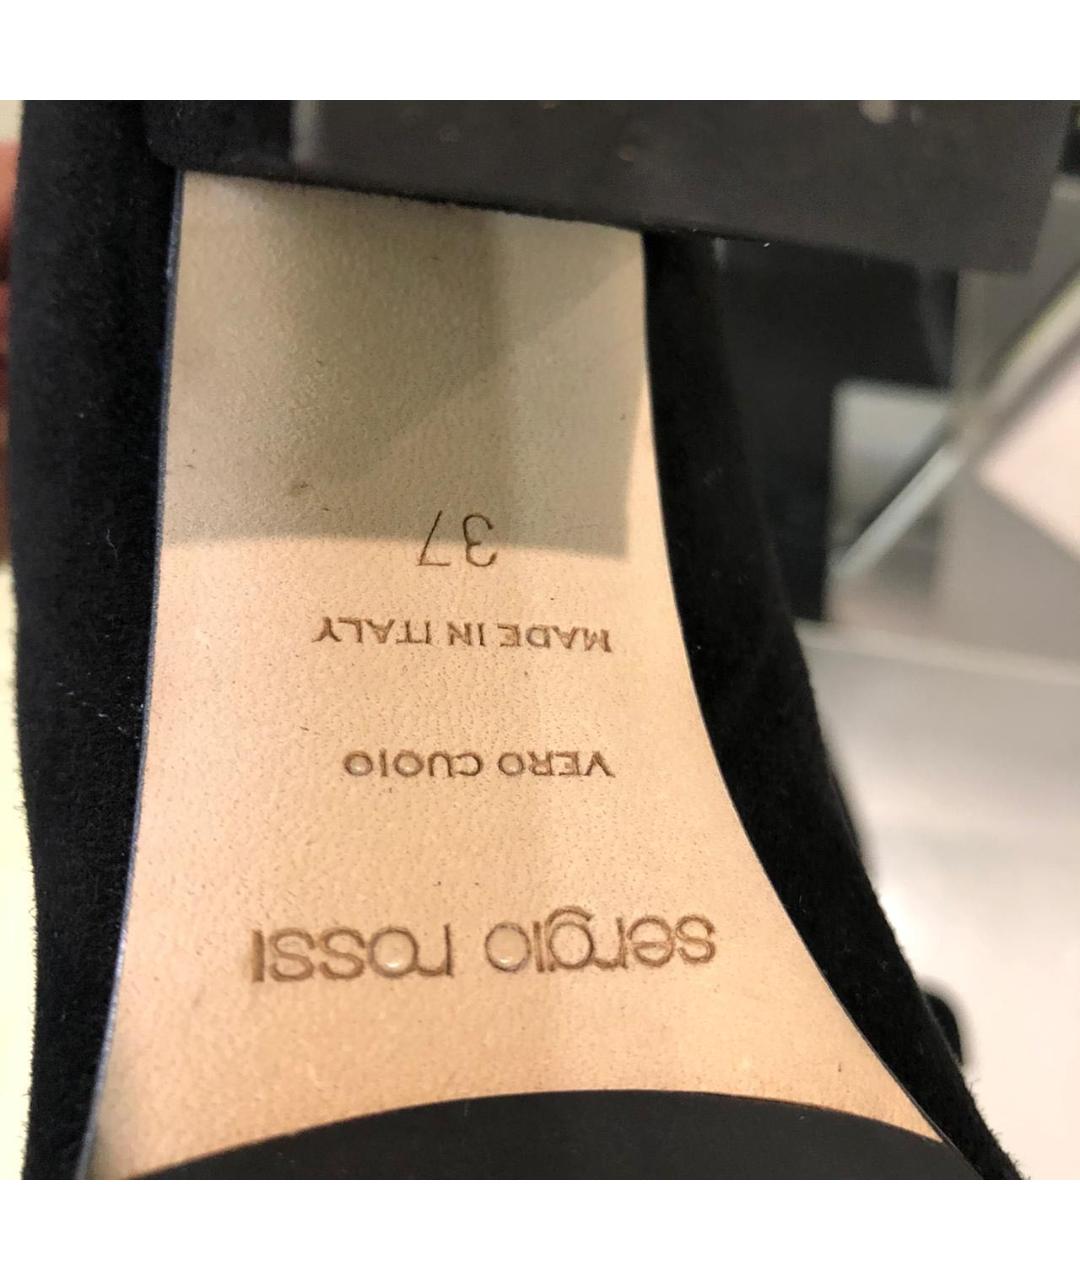 sergio rossi
VERO CUOIO
MADE IN ITALY
37